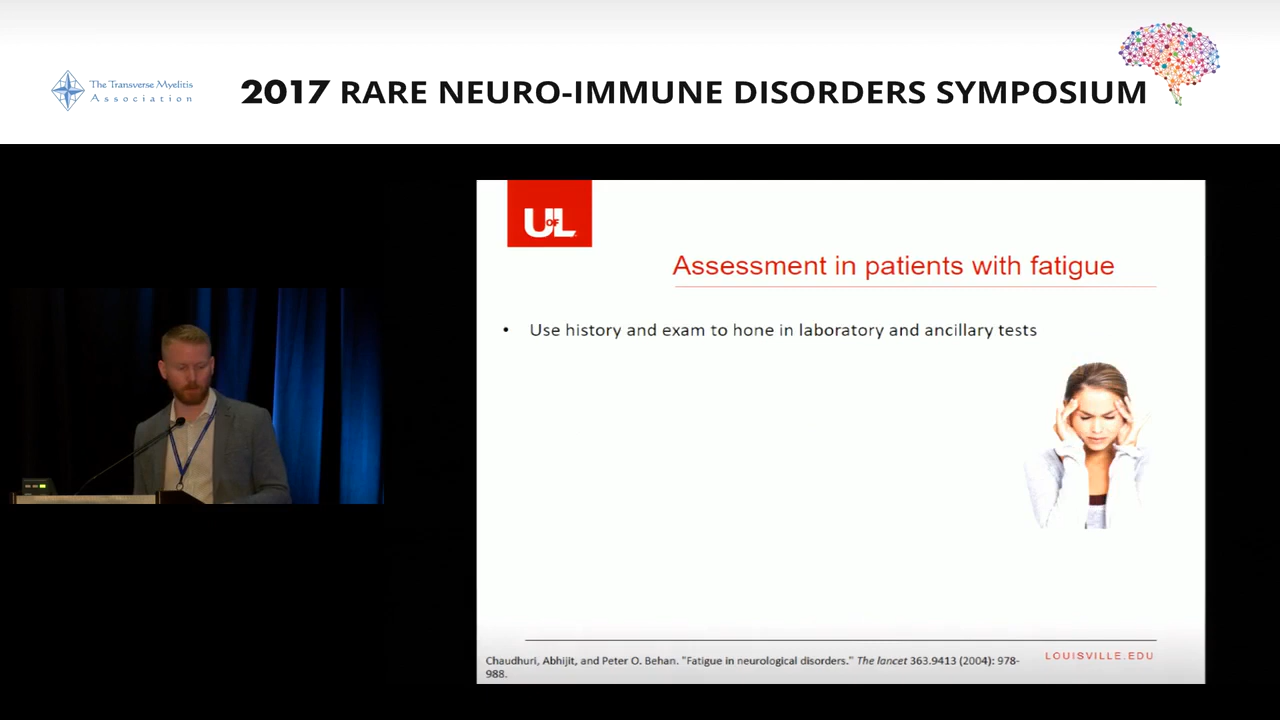 The Transverse Myelitis
Association
2017 RARE NEURO-IMMUNE DISORDERS SYMPOSIUM
UofL
Assessment in patients with fatigue
• Use history and exam to hone in laboratory and ancillary tests
Chaudhuri, Abhijit, and Peter O. Behan. "Fatigue in neurological disorders." The lancet 363.9413 (2004): 978-
988.
LOUISVILLE.EDU